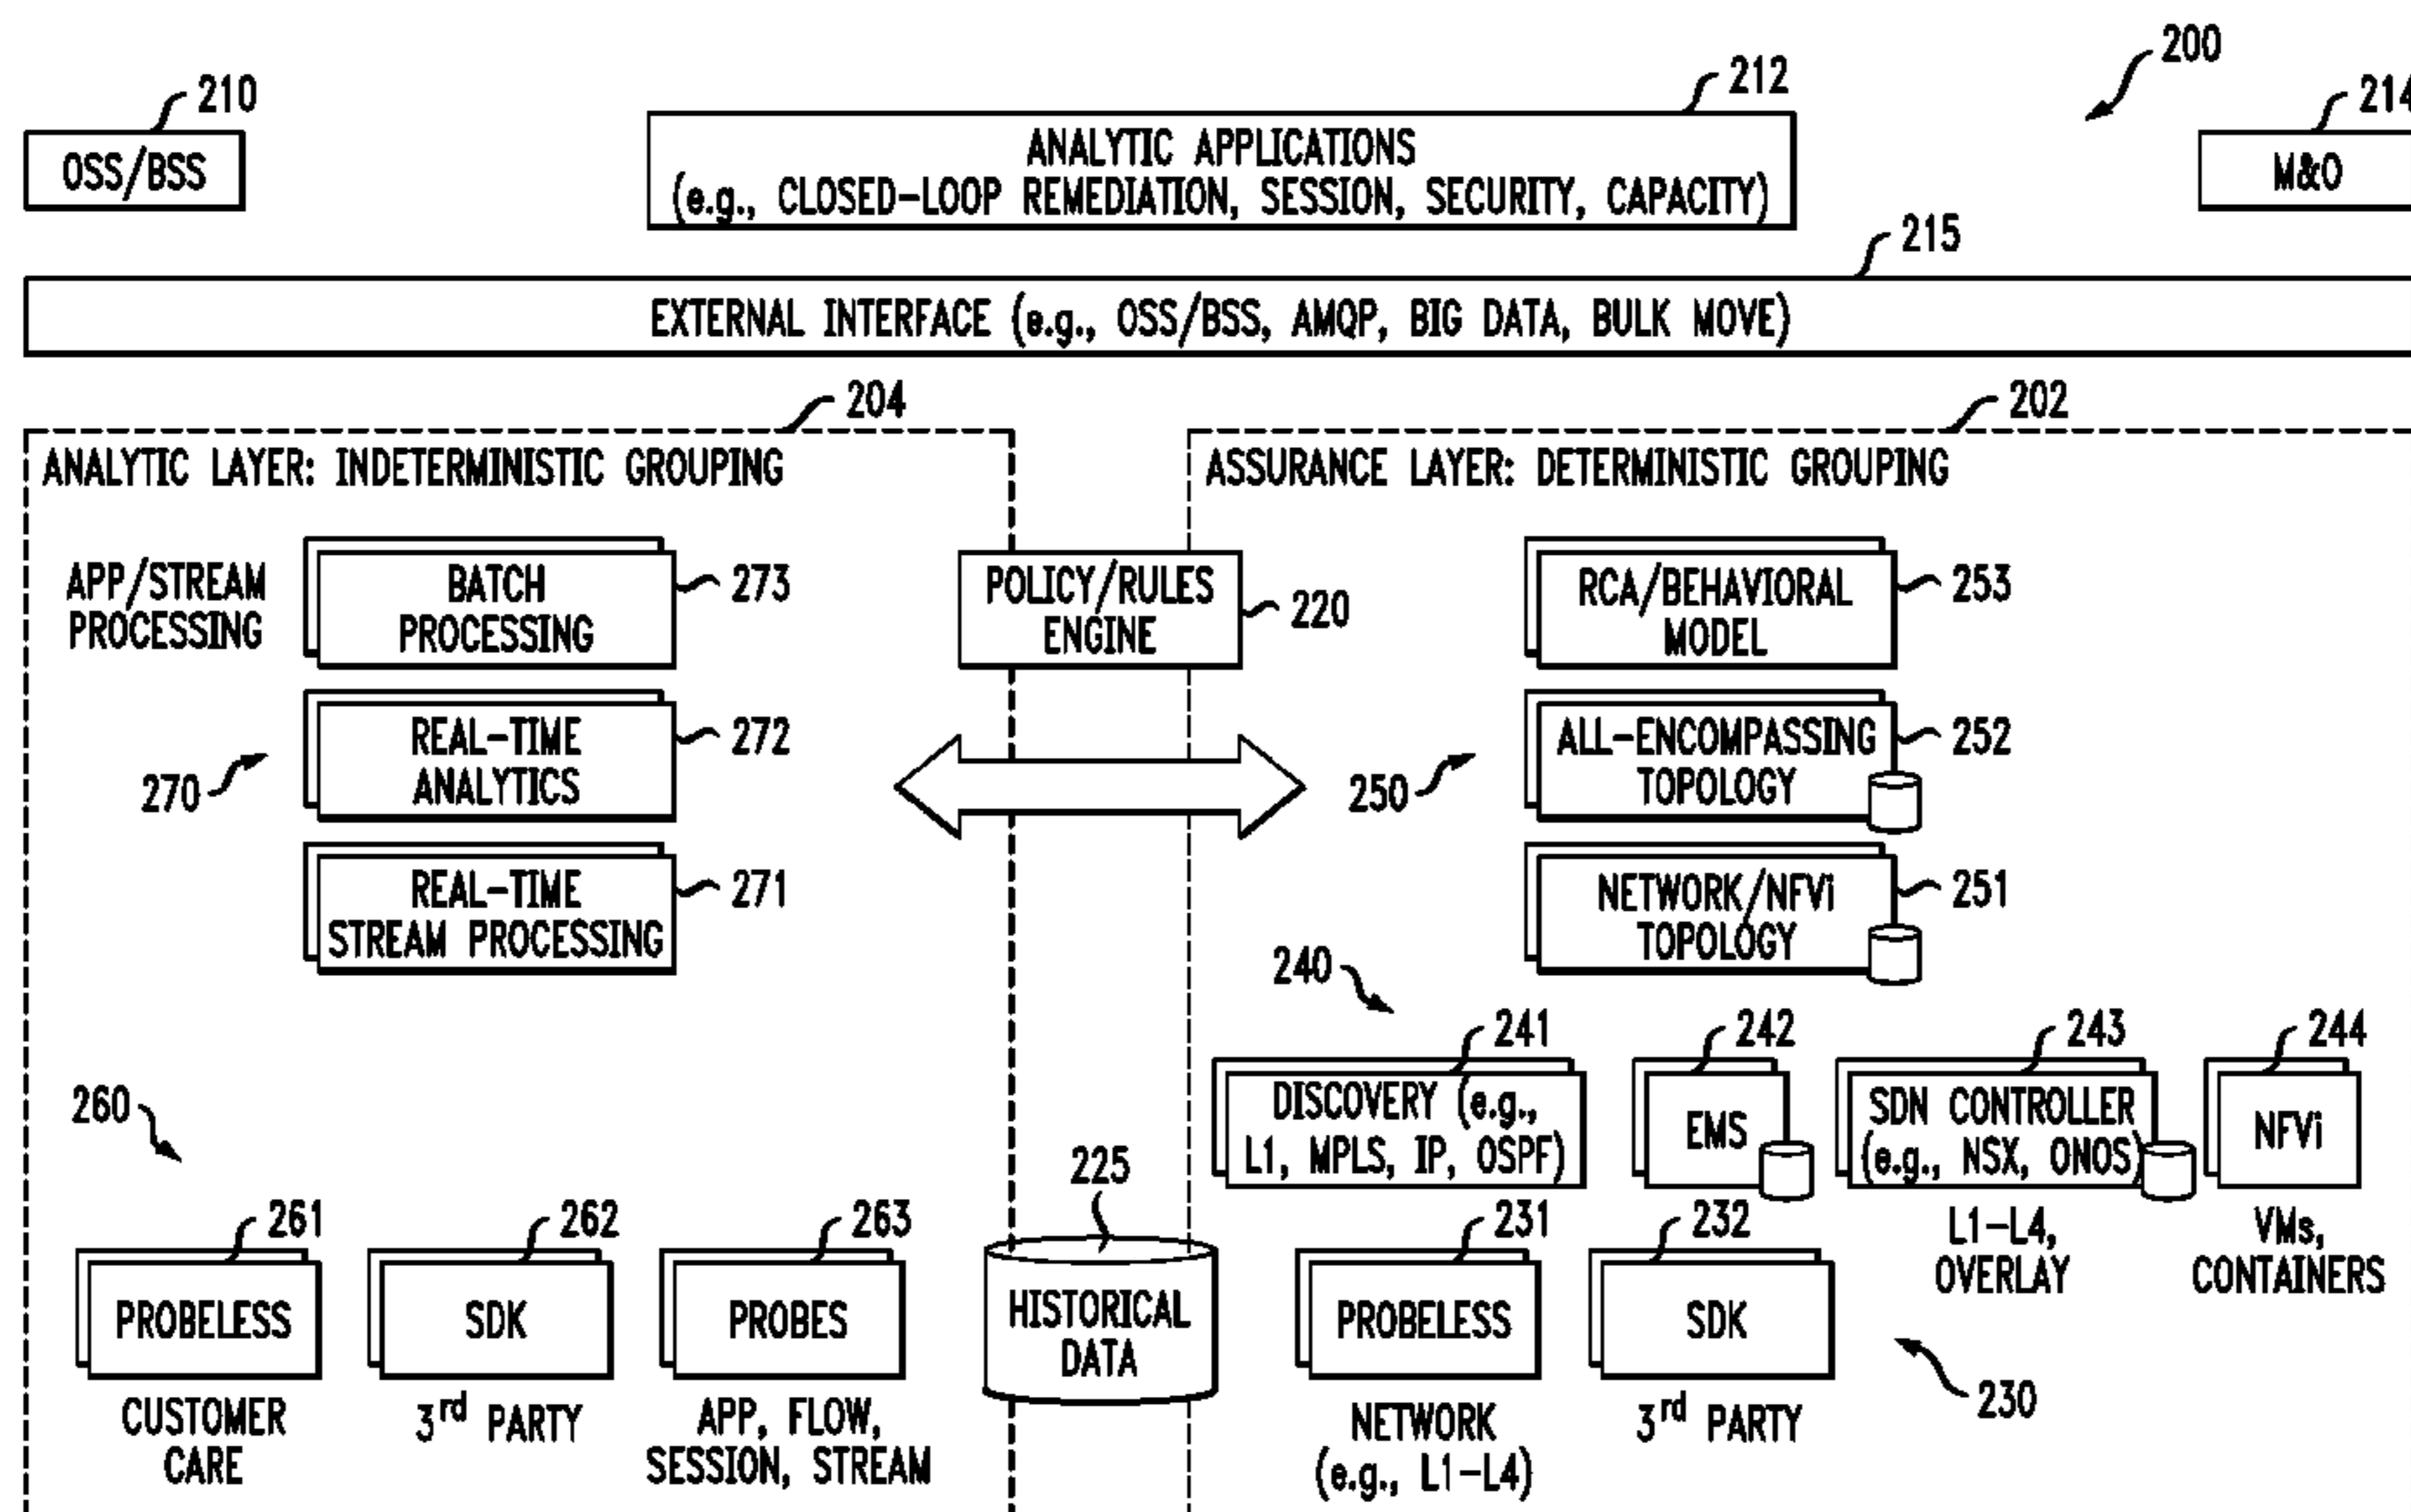 200
210
212
214
OSS/BSS
ANALYTIC APPLICATIONS
(e.g., CLOSED-LOOP REMEDIATION, SESSION, SECURITY, CAPACITY)
M&O
215
EXTERNAL INTERFACE (e.g., OSS/BSS, AMQP, BIG DATA, BULK MOVE)
204
202
ANALYTIC LAYER: INDETERMINISTIC GROUPING
ASSURANCE LAYER: DETERMINISTIC GROUPING
APP/STREAM
PROCESSING
BATCH
PROCESSING
273
POLICY/RULES
ENGINE
220
RCA/BEHAVIORAL
MODEL
253
270
REAL-TIME
ANALYTICS
272
250
ALL-ENCOMPASSING
TOPOLOGY
252
REAL-TIME
STREAM PROCESSING
271
NETWORK/NFVi
TOPOLOGY
251
240
241
DISCOVERY (e.g.,
L1, MPLS, IP, OSPF)
242
EMS
243
SDN CONTROLLER
(e.g., NSX, ONOS)
L1-L4,
OVERLAY
244
NFVi
VMs,
CONTAINERS
260
261
PROBELESS
CUSTOMER
CARE
262
SDK
3rd PARTY
263
PROBES
APP, FLOW,
SESSION, STREAM
225
HISTORICAL
DATA
231
PROBELESS
NETWORK
(e.g., L1-L4)
232
SDK
3rd PARTY
230